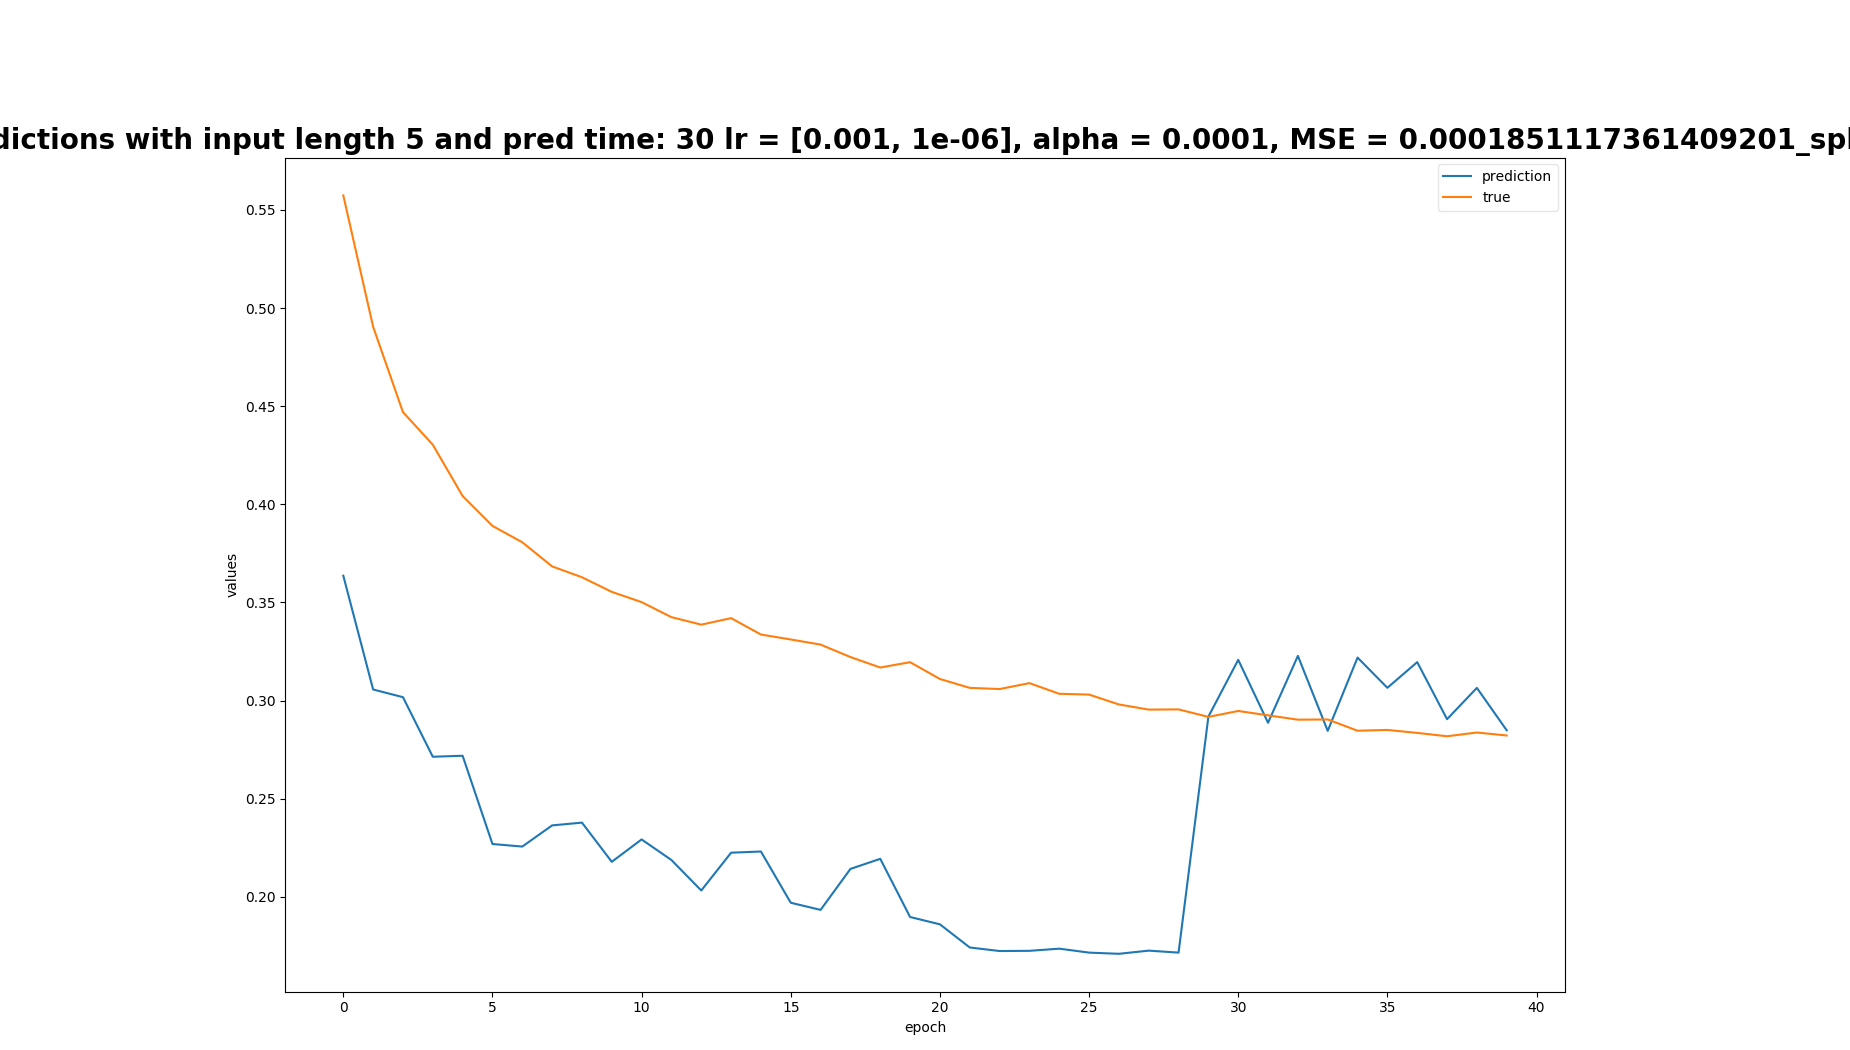 dictions with input length 5 and pred time: 30 lr = [0.001, 1e-06], alpha = 0.0001, MSE = 0.0001851117361409201_spl
prediction
true
0.55
0.50
0.45
0.40
0.35
0.30
0.25
0.20
values
0 5 10 15 20 25 30 35 40
epoch